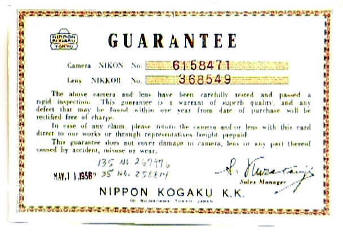 NIPPON
KOGAKU
TOKYO
GUARANTEE
Camera NIKON No. 6158471
Lens NIKKOR No. 368549
The above camera and lens have been carefully tested and passed a
rigid inspection. This guarantee is a warrant of superb quality, and any
defect that may be found within one year from date of purchase will be
rectified free of charge.
In case of any claim, please return the camera and/or lens with this card
direct to our works or through representatives freight prepaid
This guarantee does not cover damage to camera, lens or any part thereof
caused by accident, misuse or wear.
135 No
MAY. 1 1. 1958
35 No.
Sales Manager
NIPPON KOGAKU K.K.